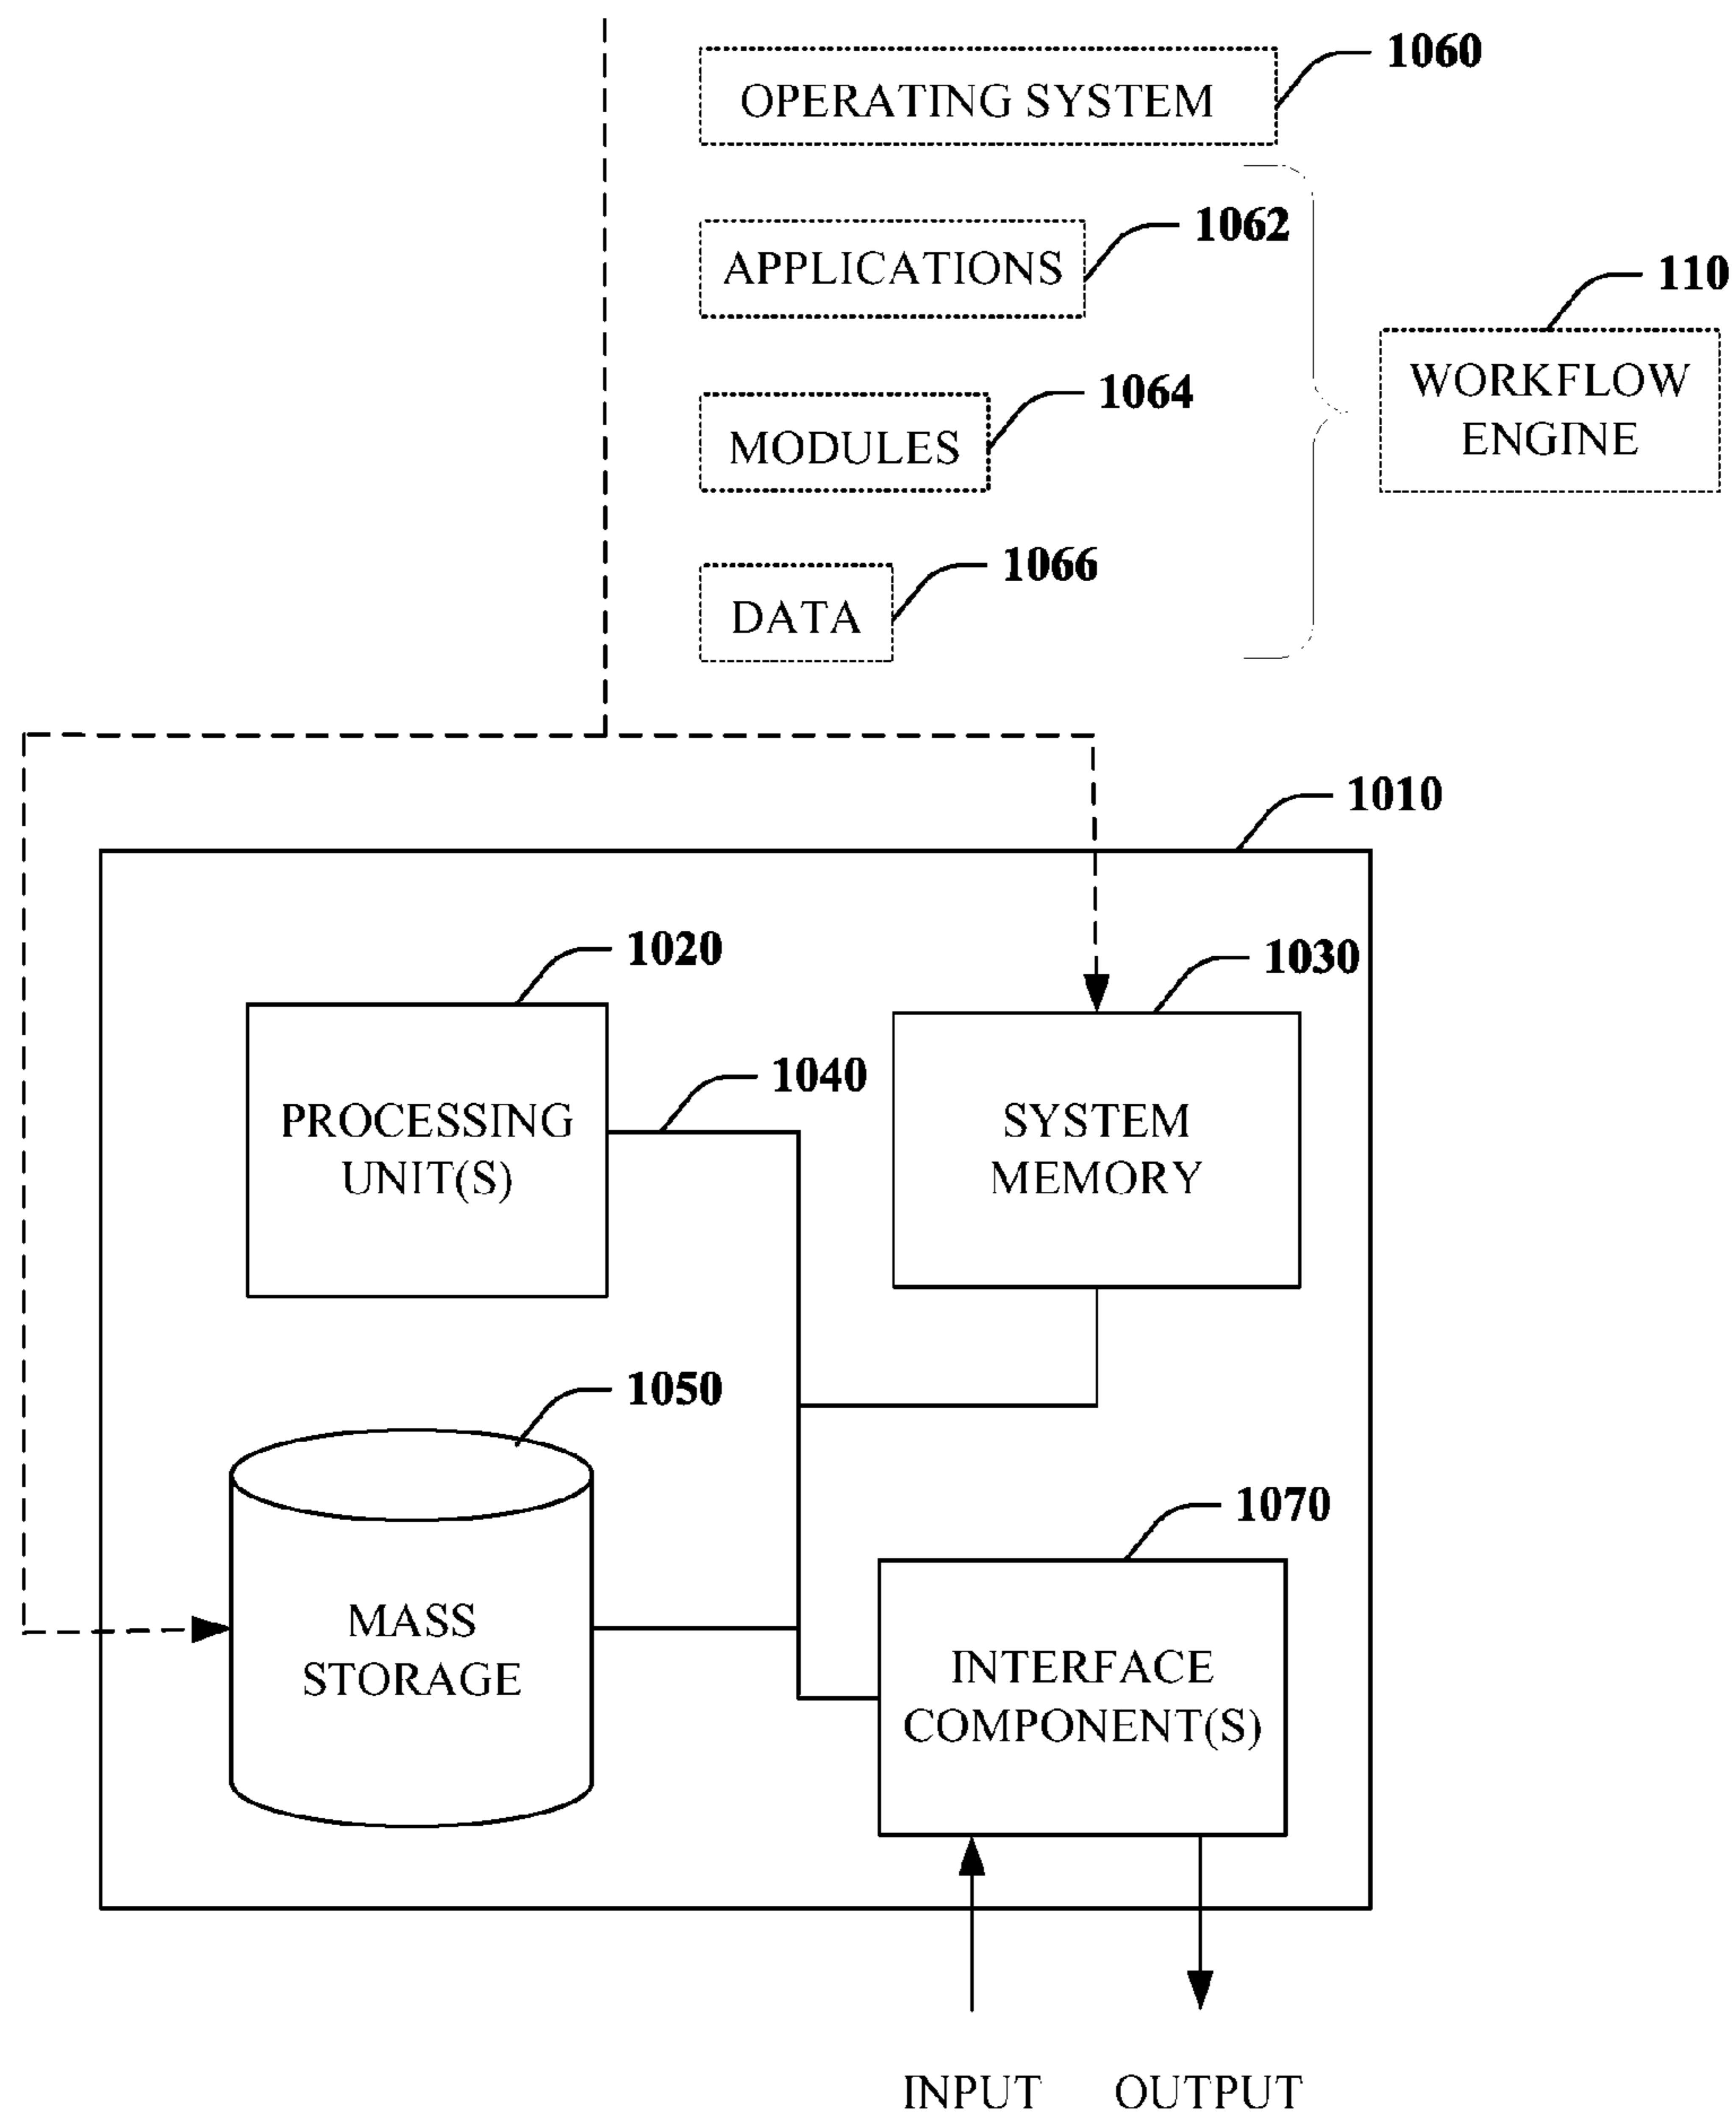 1060
OPERATING SYSTEM
1062
APPLICATIONS
110
WORKFLOW
ENGINE
1064
MODULES
1066
DATA
1010
1020
1030
PROCESSING
UNIT(S)
1040
SYSTEM
MEMORY
1050
MASS
STORAGE
1070
INTERFACE
COMPONENT(S)
INPUT
OUTPUT